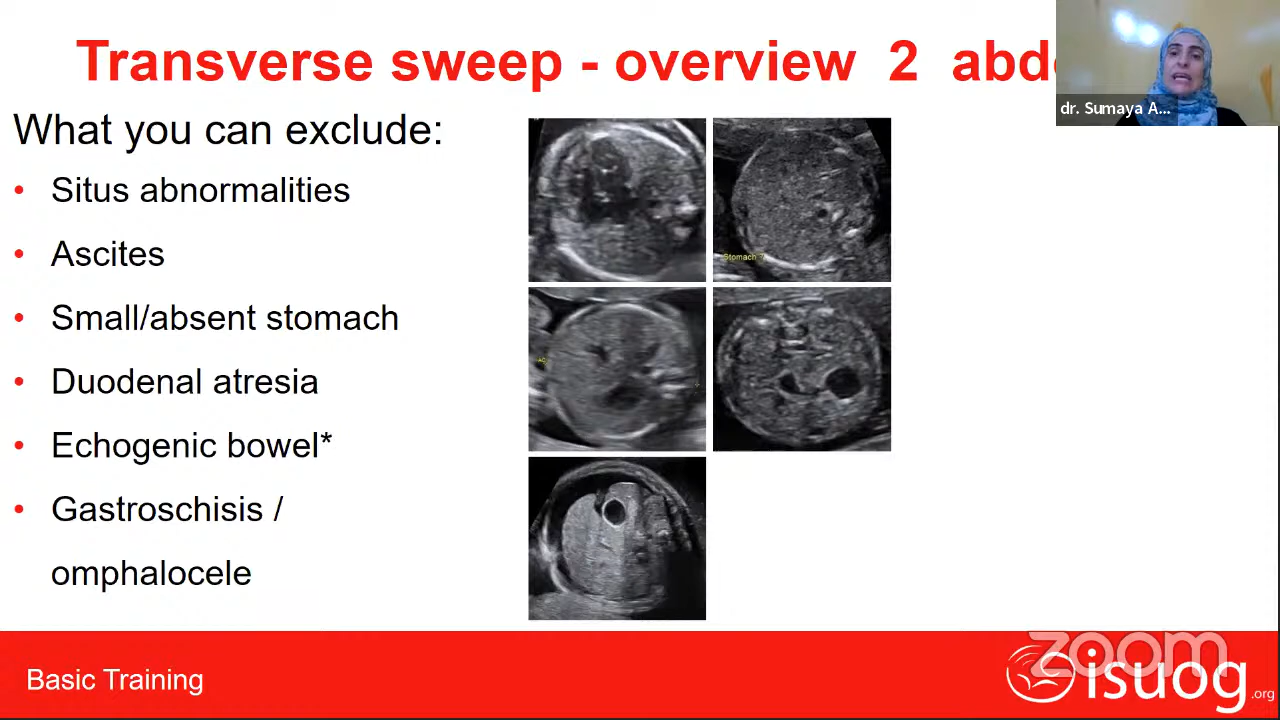 Transverse sweep - overview 2 abd
dr. Sumaya A...
What you can exclude:
• Situs abnormalities
• Ascites
• Small/absent stomach
• Duodenal atresia
• Echogenic bowel*
• Gastroschisis /
omphalocele
Stomach ?
zoom
Basic Training
isuog.org